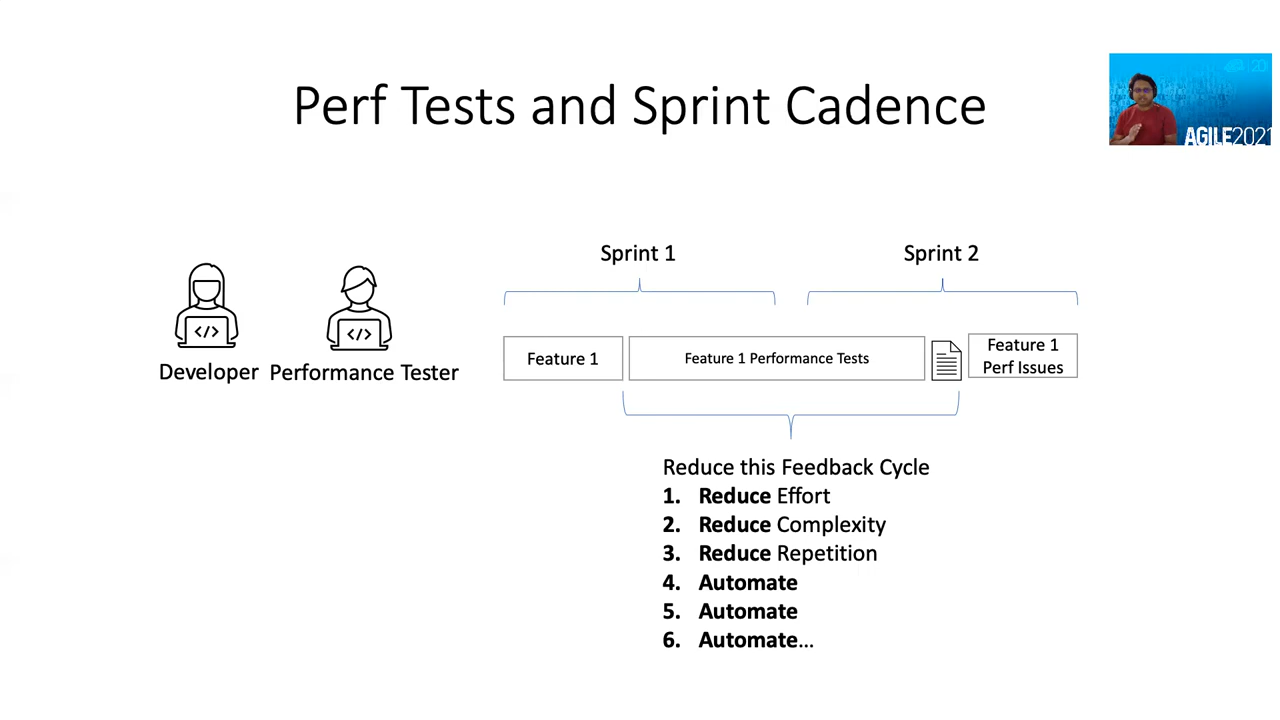 Perf Tests and Sprint Cadence
AGILE2021
Sprint 1
Sprint 2
</>
</>
Developer
Performance Tester
Feature 1
Feature 1 Performance Tests
Feature 1
Perf Issues
Reduce this Feedback Cycle
1. Reduce Effort
2. Reduce Complexity
3. Reduce Repetition
4. Automate
5. Automate
6. Automate...